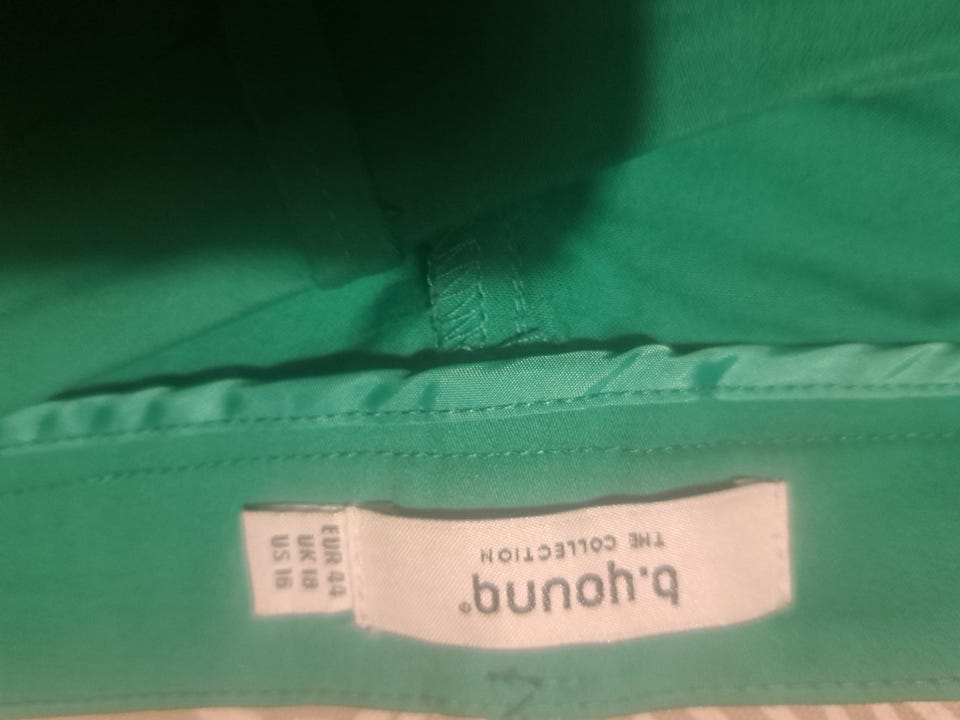 b.young®
THE COLLECTION
EUR 44
UK 18
US 16